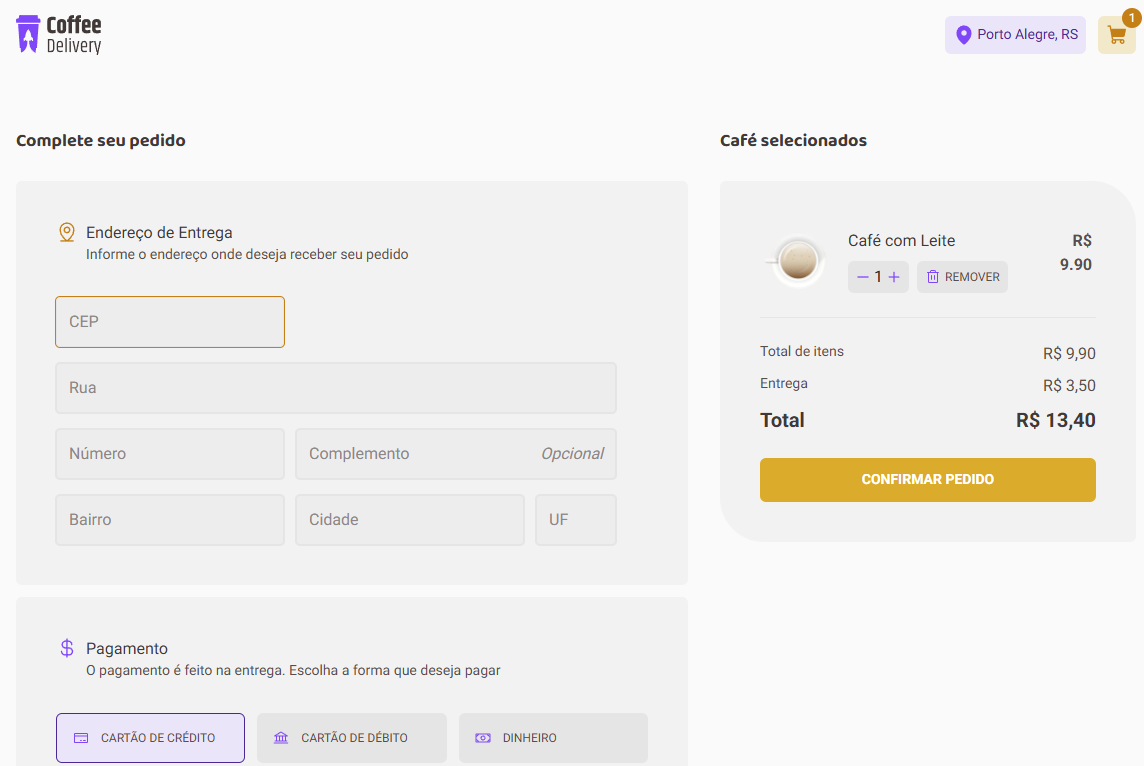 Coffee
Delivery
Porto Alegre, RS
1
Complete seu pedido
Endereço de Entrega
Informe o endereço onde deseja receber seu pedido
CEP
Rua
Número
Complemento
Opcional
Bairro
Cidade
UF
Pagamento
O pagamento é feito na entrega. Escolha a forma que deseja pagar
CARTÃO DE CRÉDITO
CARTÃO DE DÉBITO
DINHEIRO
Café selecionados
Café com Leite
R$
9.90
1
REMOVER
Total de itens
R$ 9,90
Entrega
R$ 3,50
Total
R$ 13,40
CONFIRMAR PEDIDO